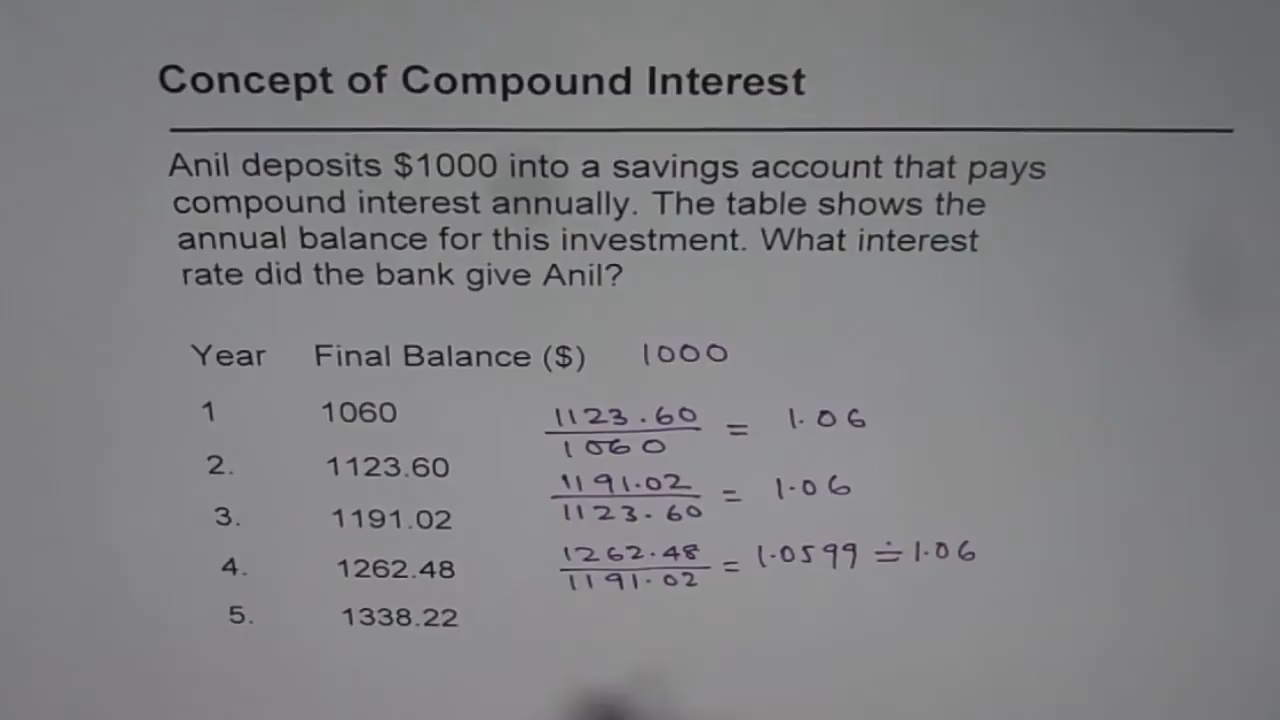 Concept of Compound Interest
Anil deposits $1000 into a savings account that pays
compound interest annually. The table shows the
annual balance for this investment. What interest
rate did the bank give Anil?
Year Final Balance ($) 1000
1 1060 1123.60/1060 = 1.06
2. 1123.60
3. 1191.02 1191.02/1123.60 = 1.06
4. 1262.48 1262.48/1191.02 = 1.0599 ≐ 1.06
5. 1338.22